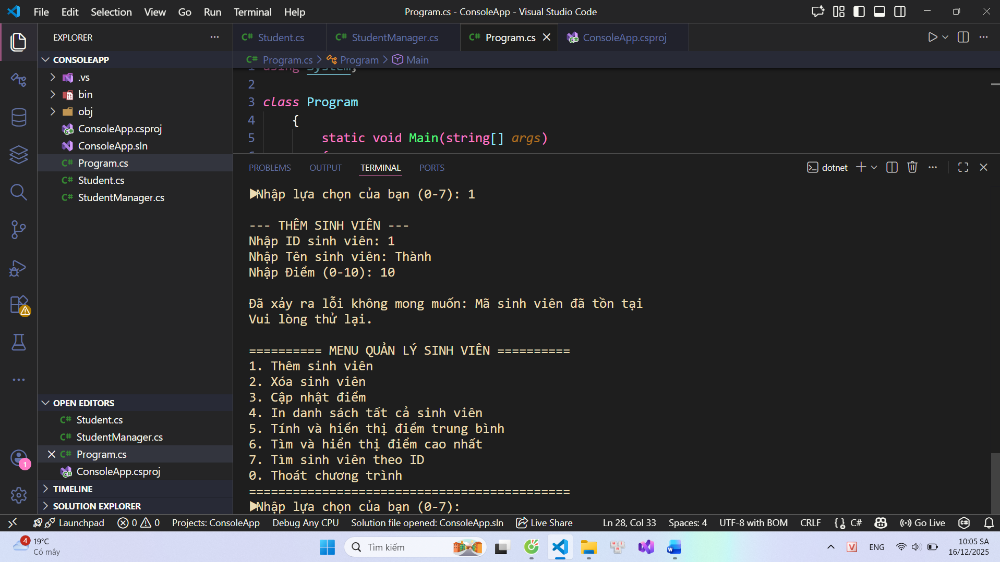 File Edit Selection View Go Run Terminal Help
Program.cs - ConsoleApp - Visual Studio Code
EXPLORER
CONSOLEAPP
.vs
bin
obj
ConsoleApp.csproj
ConsoleApp.sln
C# Program.cs
C# Student.cs
C# StudentManager.cs
OPEN EDITORS
C# Student.cs
C# StudentManager.cs
C# Program.cs
ConsoleApp.csproj
TIMELINE
SOLUTION EXPLORER
C# Student.cs
C# StudentManager.cs
C# Program.cs
ConsoleApp.csproj
C# Program.cs > Program > Main
1 using System;
2
3 class Program
4 {
5 static void Main(string[] args)
PROBLEMS OUTPUT TERMINAL PORTS
dotnet
Nhập lựa chọn của bạn (0-7): 1
--- THÊM SINH VIÊN ---
Nhập ID sinh viên: 1
Nhập Tên sinh viên: Thành
Nhập Điểm (0-10): 10
Đã xảy ra lỗi không mong muốn: Mã sinh viên đã tồn tại
Vui lòng thử lại.
========== MENU QUẢN LÝ SINH VIÊN ==========
1. Thêm sinh viên
2. Xóa sinh viên
3. Cập nhật điểm
4. In danh sách tất cả sinh viên
5. Tính và hiển thị điểm trung bình
6. Tìm và hiển thị điểm cao nhất
7. Tìm sinh viên theo ID
0. Thoát chương trình
============================================
Nhập lựa chọn của bạn (0-7):
1
Launchpad 0 0 Projects: ConsoleApp Debug Any CPU Solution file opened: ConsoleApp.sln Live Share Ln 28, Col 33 Spaces: 4 UTF-8 with BOM CRLF C# Go Live
4
19°C
Có mây
Tìm kiếm
ENG
10:05 SA
16/12/2025